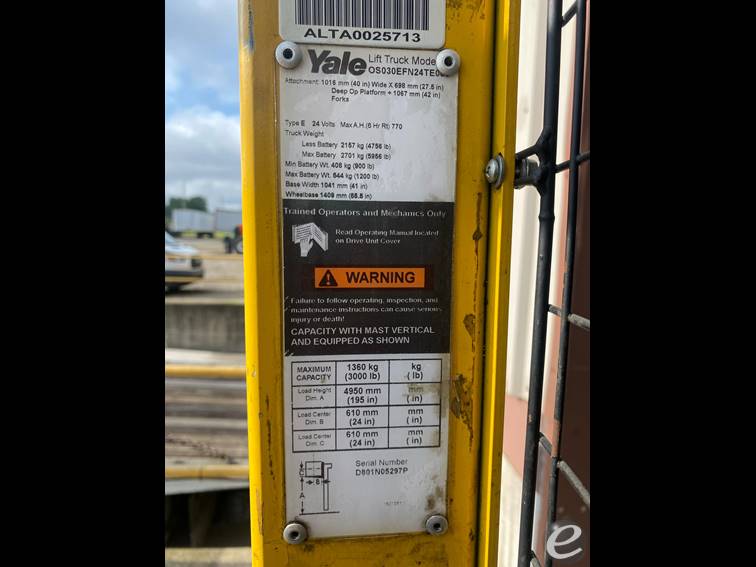 ALTA0025713
Yale Lift Truck Model
OS030EFN24TE0
Attachment: 1016 mm (40 in) Wide X 698 mm (27.5 in)
Deep Op Platform + 1067 mm (42 in)
Forks
Type E 24 Volts Max A.H.(6 Hr Rt) 770
Truck Weight
Less Battery 2157 kg (4756 lb)
Max Battery 2701 kg (5956 lb)
Min Battery Wt. 408 kg (900 lb)
Max Battery Wt. 544 kg (1200 lb)
Base Width 1041 mm (41 in)
Wheelbase 1409 mm (55.5 in)
Trained Operators and Mechanics Only
Read Operating Manual located
on Drive Unit Cover
WARNING
Failure to follow operating, inspection, and
maintenance instructions can cause serious
injury or death!
CAPACITY WITH MAST VERTICAL
AND EQUIPPED AS SHOWN
MAXIMUM CAPACITY 1360 kg (3000 lb) kg ( lb)
Load Height Dim. A 4950 mm (195 in) mm ( in)
Load Center Dim. B 610 mm (24 in) mm ( in)
Load Center Dim. C 610 mm (24 in) mm ( in)
C B A
Serial Number
D801N05297P
e